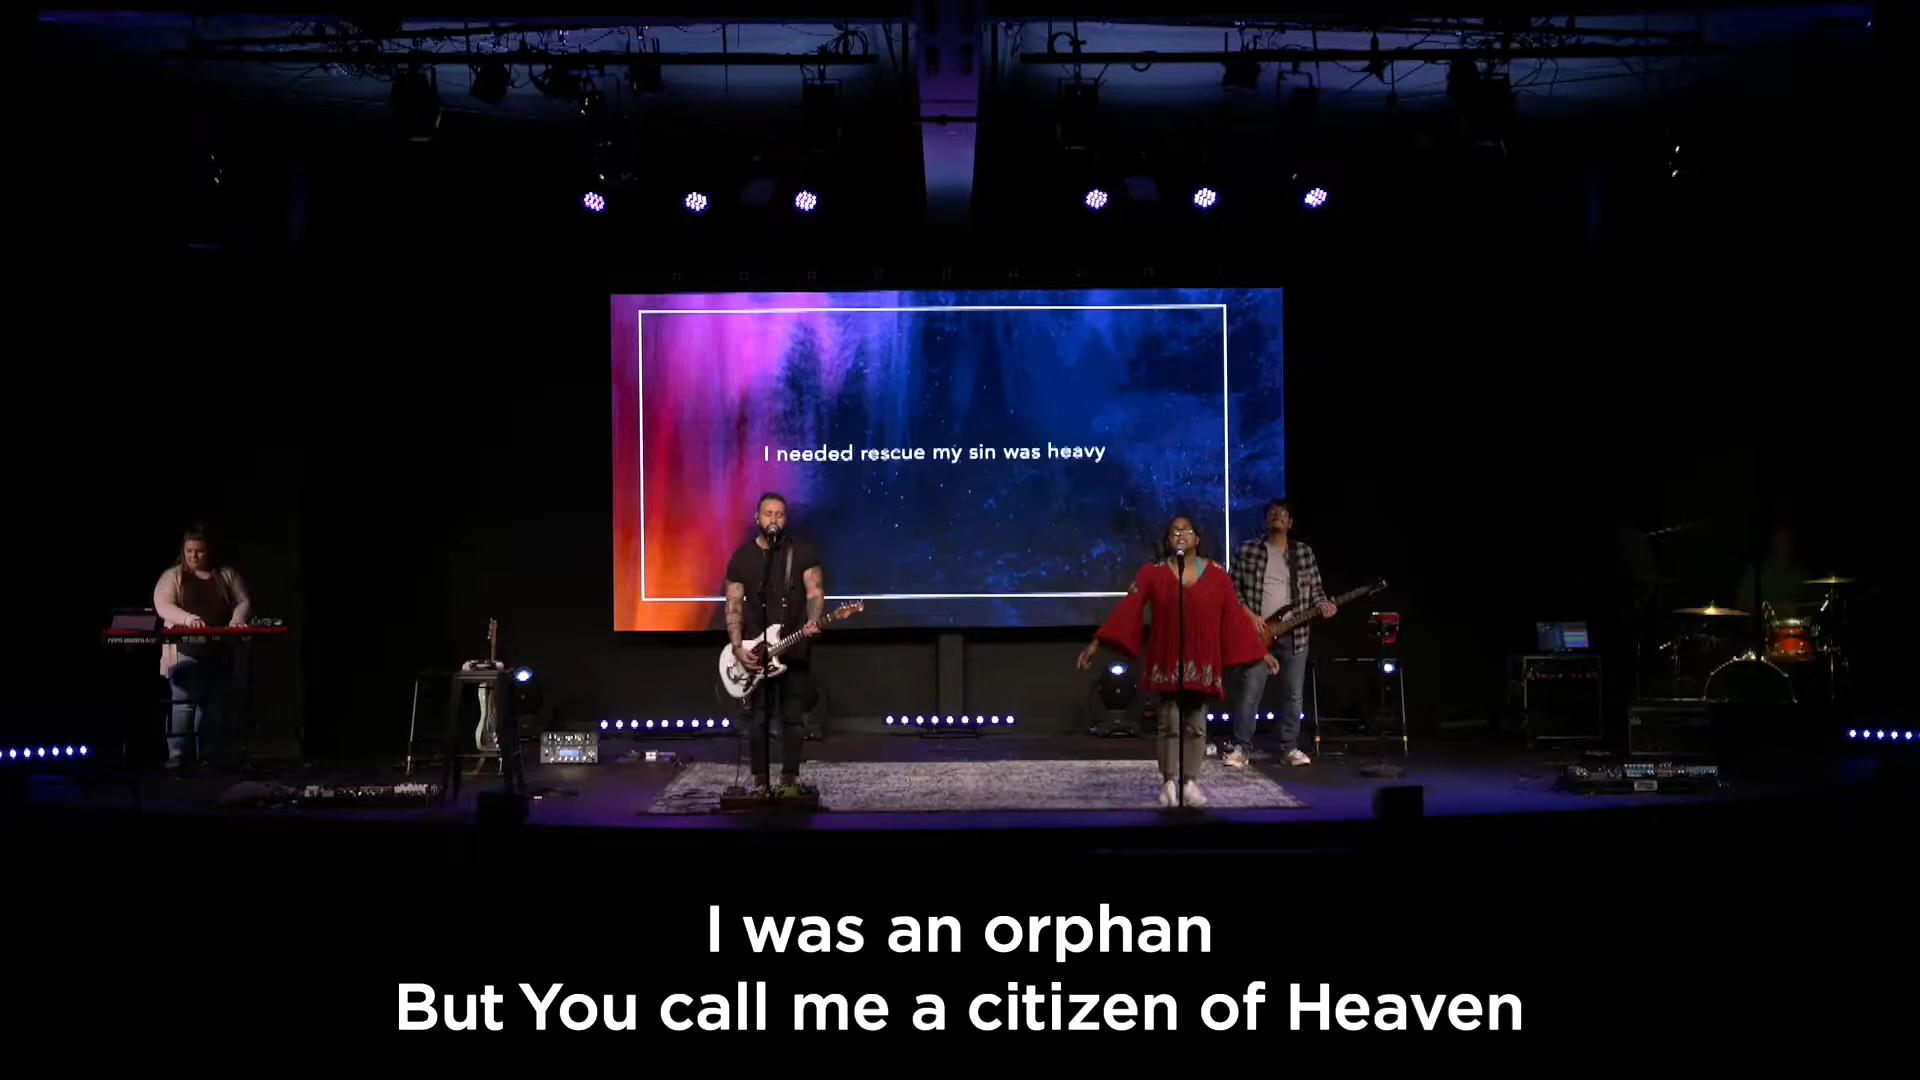 I needed rescue my sin was heavy
I was an orphan
But You call me a citizen of Heaven